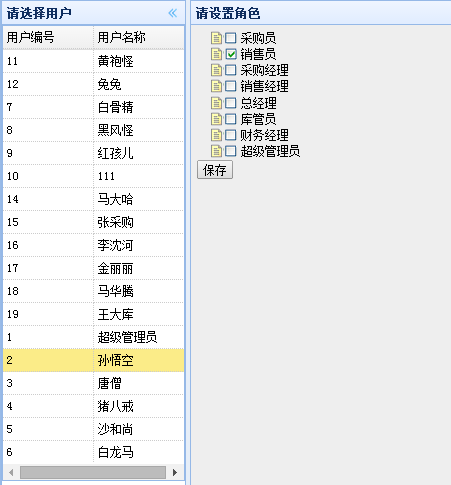 请选择用户
用户编号 用户名称
11 黄袍怪
12 兔兔
7 白骨精
8 黑风怪
9 红孩儿
10 111
14 马大哈
15 张采购
16 李沈河
17 金丽丽
18 马华腾
19 王大库
1 超级管理员
2 孙悟空
3 唐僧
4 猪八戒
5 沙和尚
6 白龙马
请设置角色
采购员
销售员
采购经理
销售经理
总经理
库管员
财务经理
超级管理员
保存